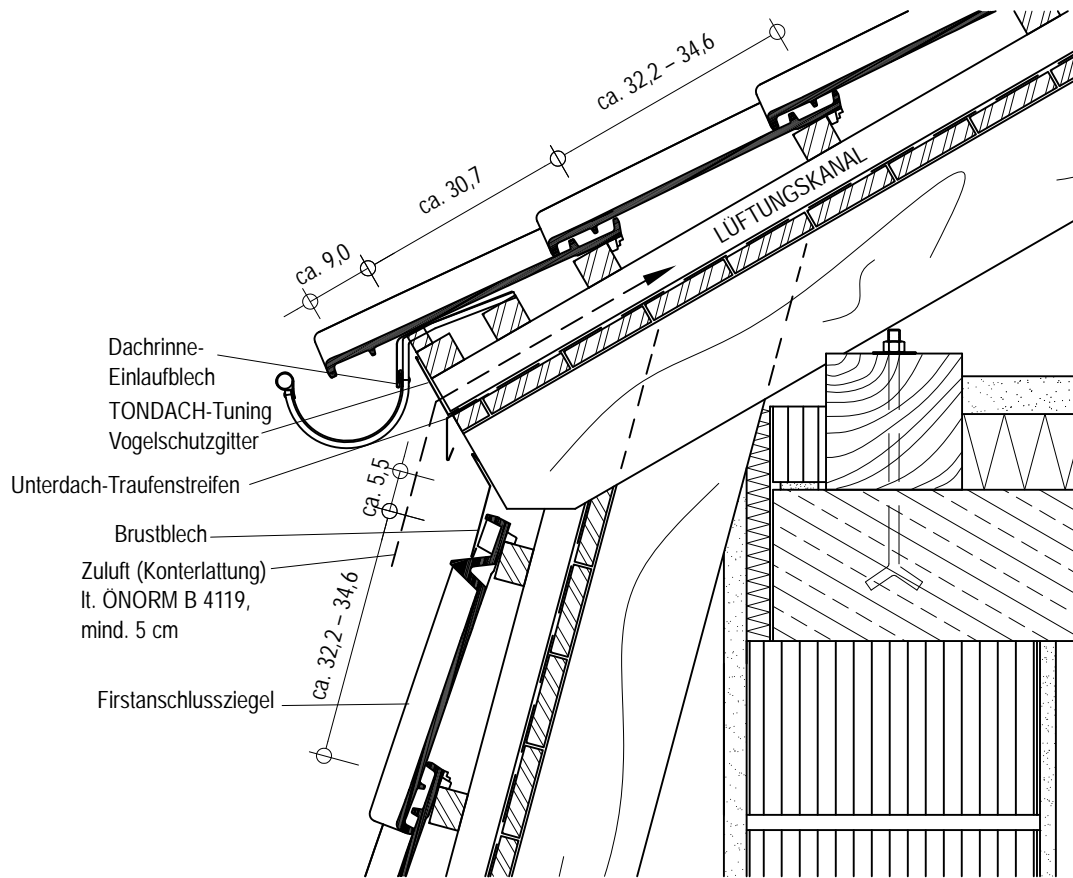 ca. 32,2 – 34,6
ca. 30,7
ca. 9,0
LÜFTUNGSKANAL
Dachrinne-
Einlaufblech
TONDACH-Tuning
Vogelschutzgitter
Unterdach-Traufenstreifen
ca. 5,5
Brustblech
Zuluft (Konterlattung)
lt. ÖNORM B 4119,
mind. 5 cm
ca. 32,2 – 34,6
Firstanschlussziegel